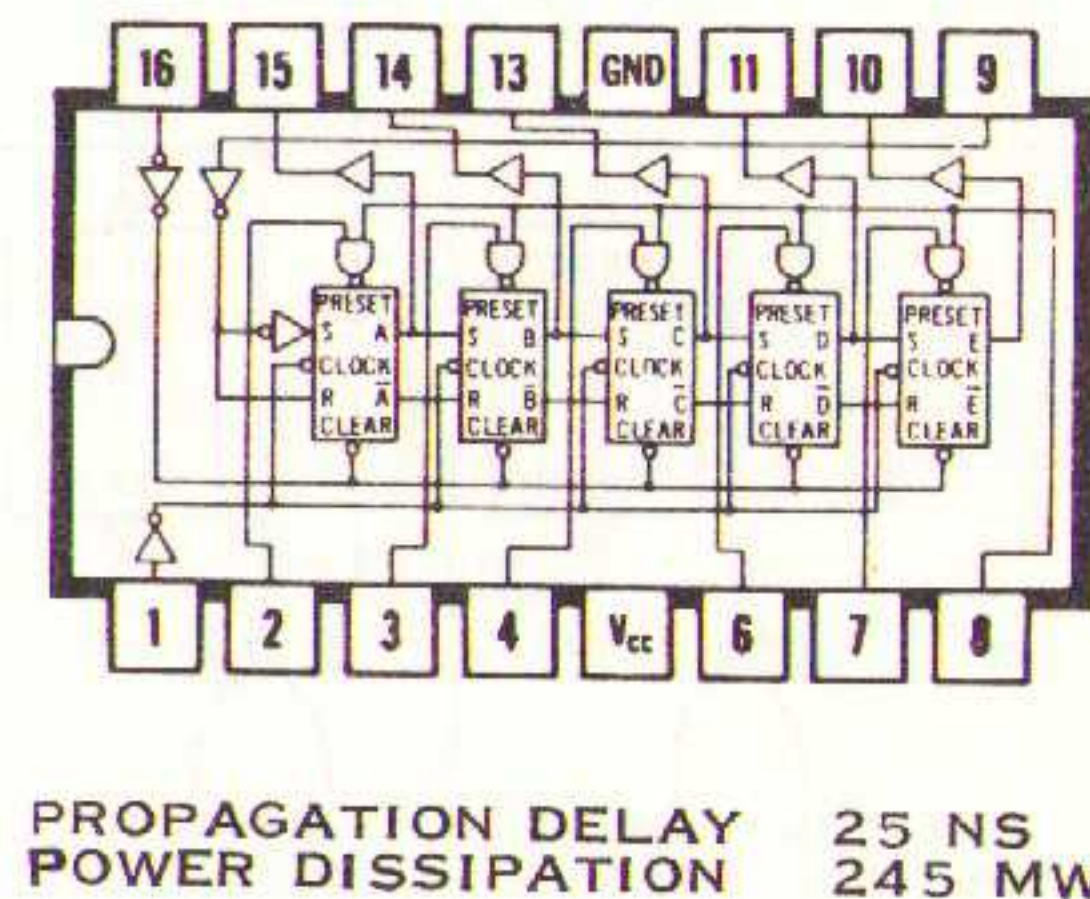 16 15 14 13 GND 11 10 9
PRESET PRESET PRESET PRESET PRESET
S A S B S C S D S E
CLOCK CLOCK CLOCK CLOCK CLOCK
R A̅ R B̅ R C̅ R D̅ R E̅
CLEAR CLEAR CLEAR CLEAR CLEAR
1 2 3 4 Vcc 6 7 8
PROPAGATION DELAY 25 NS
POWER DISSIPATION 245 MW